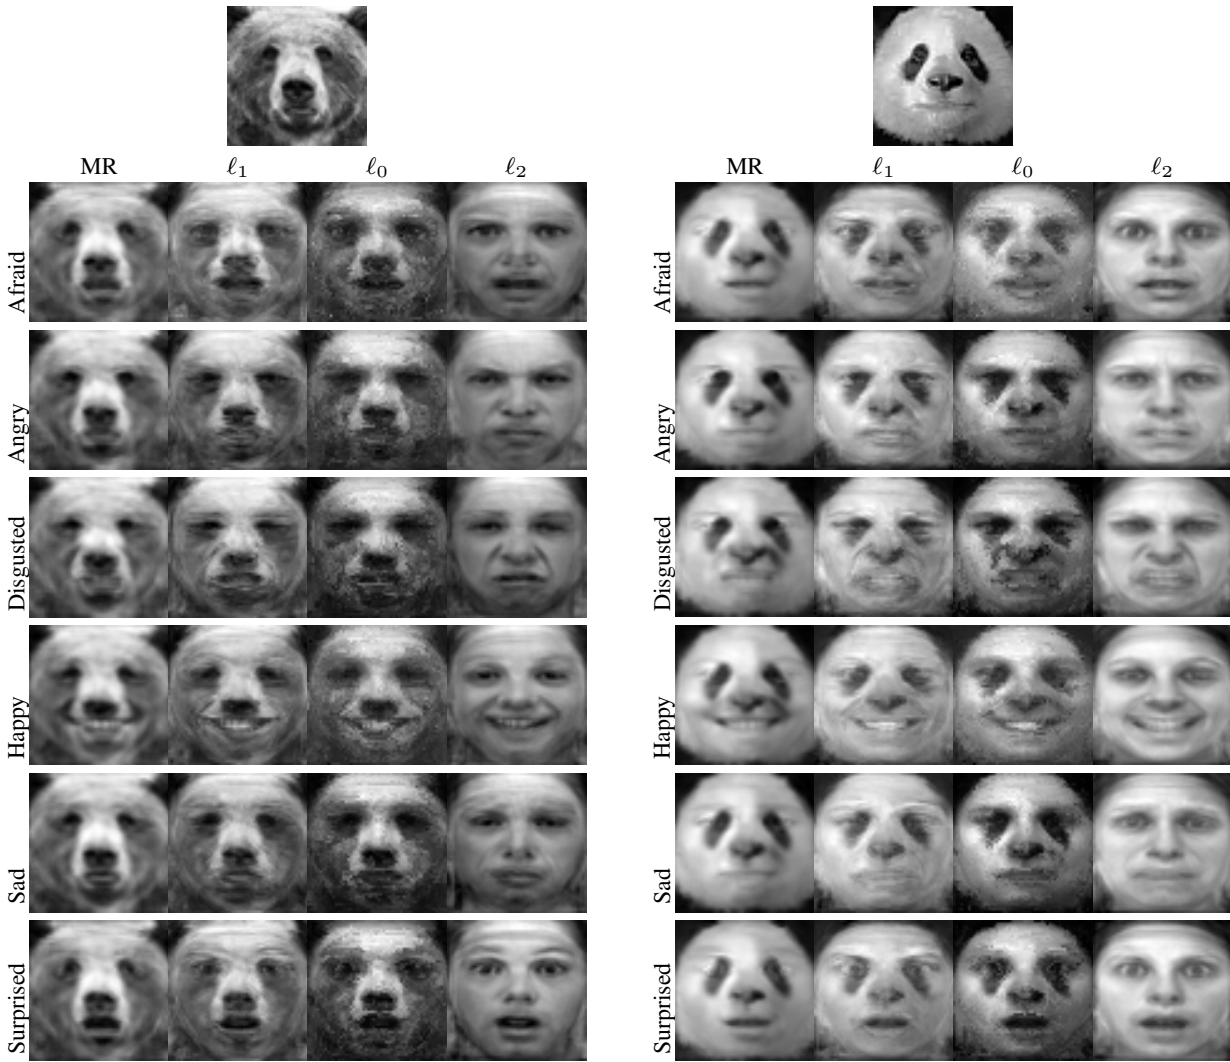 MR ℓ1 ℓ0 ℓ2 MR ℓ1 ℓ0 ℓ2
Afraid Afraid
Angry Angry
Disgusted Disgusted
Happy Happy
Sad Sad
Surprised Surprised